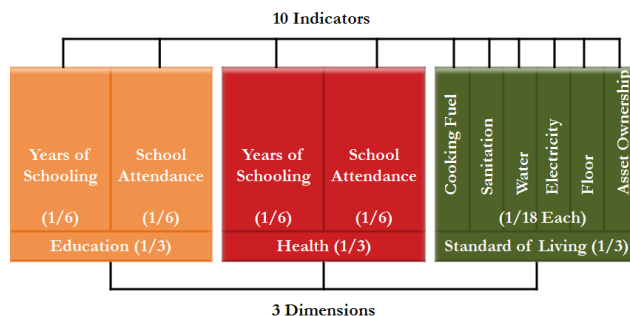 10 Indicators
Years of
Schooling
(1/6)
School
Attendance
(1/6)
Education (1/3)
Years of
Schooling
(1/6)
School
Attendance
(1/6)
Health (1/3)
Cooking Fuel
Sanitation
Water
Electricity
Floor
Asset Ownership
(1/18 Each)
Standard of Living (1/3)
3 Dimensions